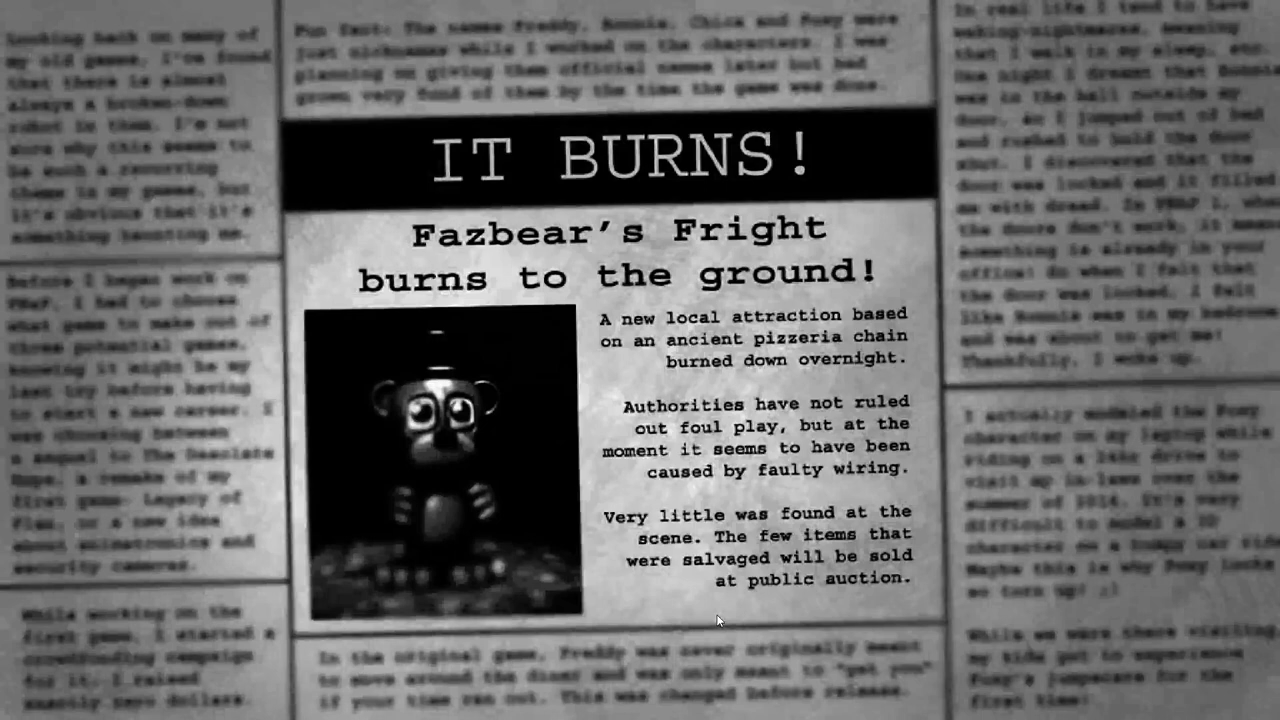 Looking back on many of
my old games, I've found
that there is almost
always a broken-down
robot in them. I'm not
sure why this seems to
be such a recurring
theme in my games, but
it's obvious that it's
something haunting me.
Before I began work on
FNaF, I had to choose
what game to make out of
three potential games,
knowing it might be my
last try before having
to start a new career. I
was choosing between
a sequel to The Desolate
Hope, a remake of my
first game- Legacy of
Flan, or a new idea
about animatronics and
security cameras.
While working on the
first game, I started a
crowdfunding campaign
for it. I raised
exactly zero dollars.
Fun fact: The names Freddy, Bonnie, Chica and Foxy were
just nicknames while I worked on the characters. I was
planning on giving them official names later but had
grown very fond of them by the time the game was done.
IT BURNS!
Fazbear's Fright
burns to the ground!
A new local attraction based
on an ancient pizzeria chain
burned down overnight.
Authorities have not ruled
out foul play, but at the
moment it seems to have been
caused by faulty wiring.
Very little was found at the
scene. The few items that
were salvaged will be sold
at public auction.
In the original game, Freddy was never originally meant
to move around the diner and was only meant to "get you"
if your time ran out. This was changed before release.
In real life I tend to have
waking-nightmares, meaning
that I walk in my sleep, etc.
One night I dreamt that Bonnie
was in the hall outside my
door, so I jumped out of bed
and rushed to hold the door
shut. I discovered that the
door was locked and it filled
me with dread. In FNAF 1, when
the doors don't work, it means
something is already in your
office! So when I felt that
the door was locked, I felt
like Bonnie was in my bedroom
and was about to get me!
Thankfully, I woke up.
I actually modeled the Foxy
character on my laptop while
riding on a 14hr drive to
visit my in-laws over the
summer of 2014. It's very
difficult to model a 3D
character on a bumpy car ride
Maybe this is why Foxy looks
so torn up! ;)
While we were there visiting
my kids got to experience
Foxy's jumpscare for the
first time!